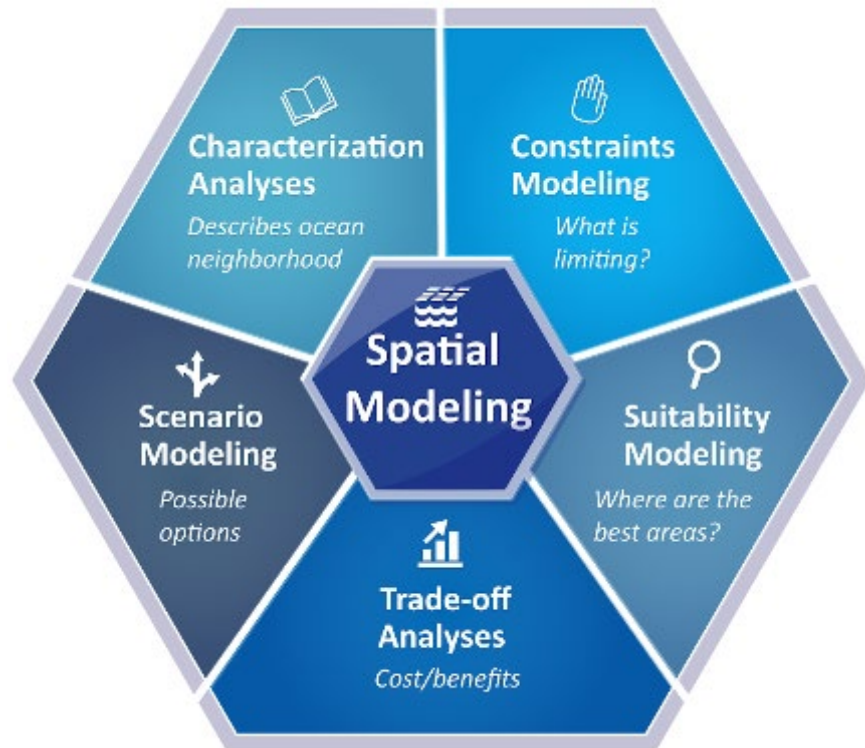 Characterization
Analyses
Describes ocean
neighborhood
Constraints
Modeling
What is
limiting?
Spatial
Modeling
Scenario
Modeling
Possible
options
Suitability
Modeling
Where are the
best areas?
Trade-off
Analyses
Cost/benefits